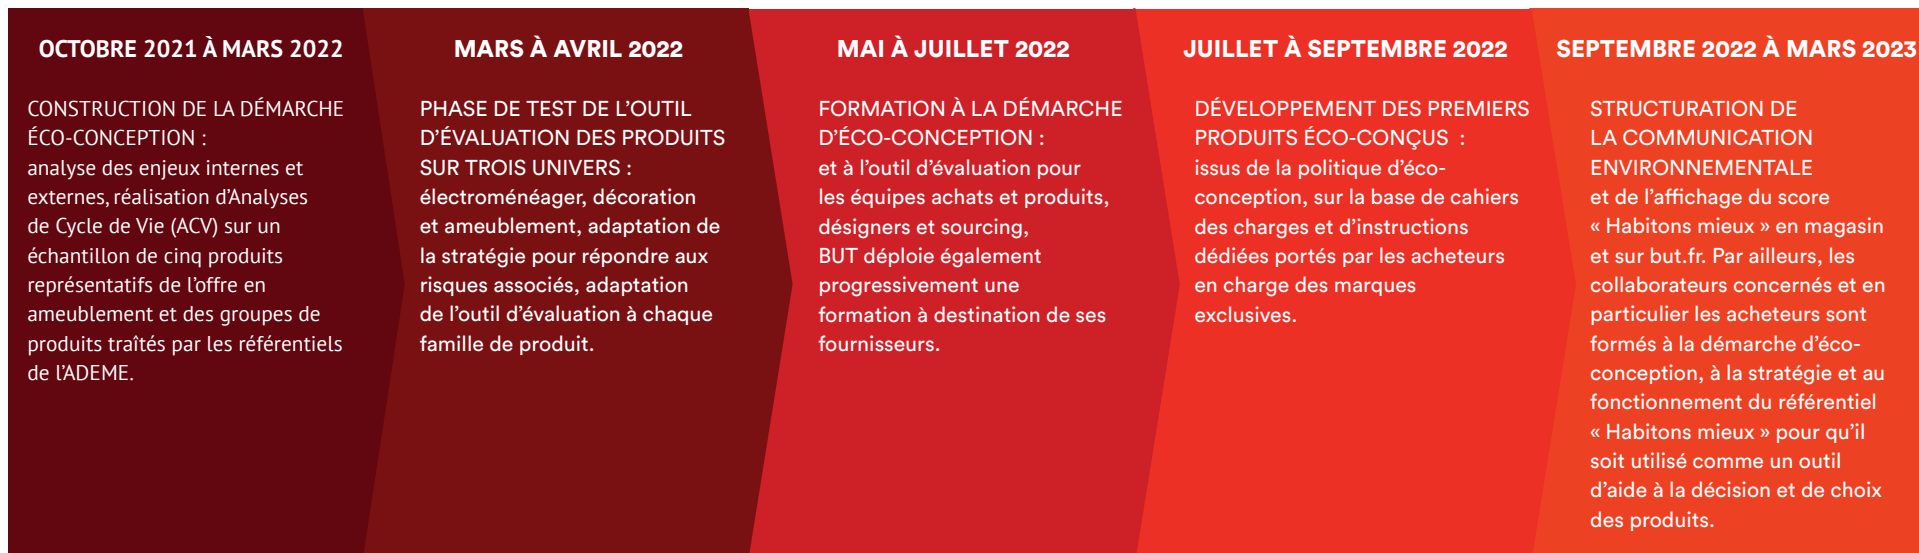 OCTOBRE 2021 À MARS 2022
CONSTRUCTION DE LA DÉMARCHE
ÉCO-CONCEPTION :
analyse des enjeux internes et
externes, réalisation d’Analyses
de Cycle de Vie (ACV) sur un
échantillon de cinq produits
représentatifs de l’offre en
ameublement et des groupes de
produits traîtés par les référentiels
de l’ADEME.
MARS À AVRIL 2022
PHASE DE TEST DE L’OUTIL
D’ÉVALUATION DES PRODUITS
SUR TROIS UNIVERS :
électroménéager, décoration
et ameublement, adaptation de
la stratégie pour répondre aux
risques associés, adaptation
de l’outil d’évaluation à chaque
famille de produit.
MAI À JUILLET 2022
FORMATION À LA DÉMARCHE
D’ÉCO-CONCEPTION :
et à l’outil d’évaluation pour
les équipes achats et produits,
désigners et sourcing,
BUT déploie également
progressivement une
formation à destination de ses
fournisseurs.
JUILLET À SEPTEMBRE 2022
DÉVELOPPEMENT DES PREMIERS
PRODUITS ÉCO-CONÇUS :
issus de la politique d’éco-
conception, sur la base de cahiers
des charges et d’instructions
dédiées portés par les acheteurs
en charge des marques
exclusives.
SEPTEMBRE 2022 À MARS 2023
STRUCTURATION DE
LA COMMUNICATION
ENVIRONNEMENTALE
et de l’affichage du score
« Habitons mieux » en magasin
et sur but.fr. Par ailleurs, les
collaborateurs concernés et en
particulier les acheteurs sont
formés à la démarche d’éco-
conception, à la stratégie et au
fonctionnement du référentiel
« Habitons mieux » pour qu’il
soit utilisé comme un outil
d’aide à la décision et de choix
des produits.